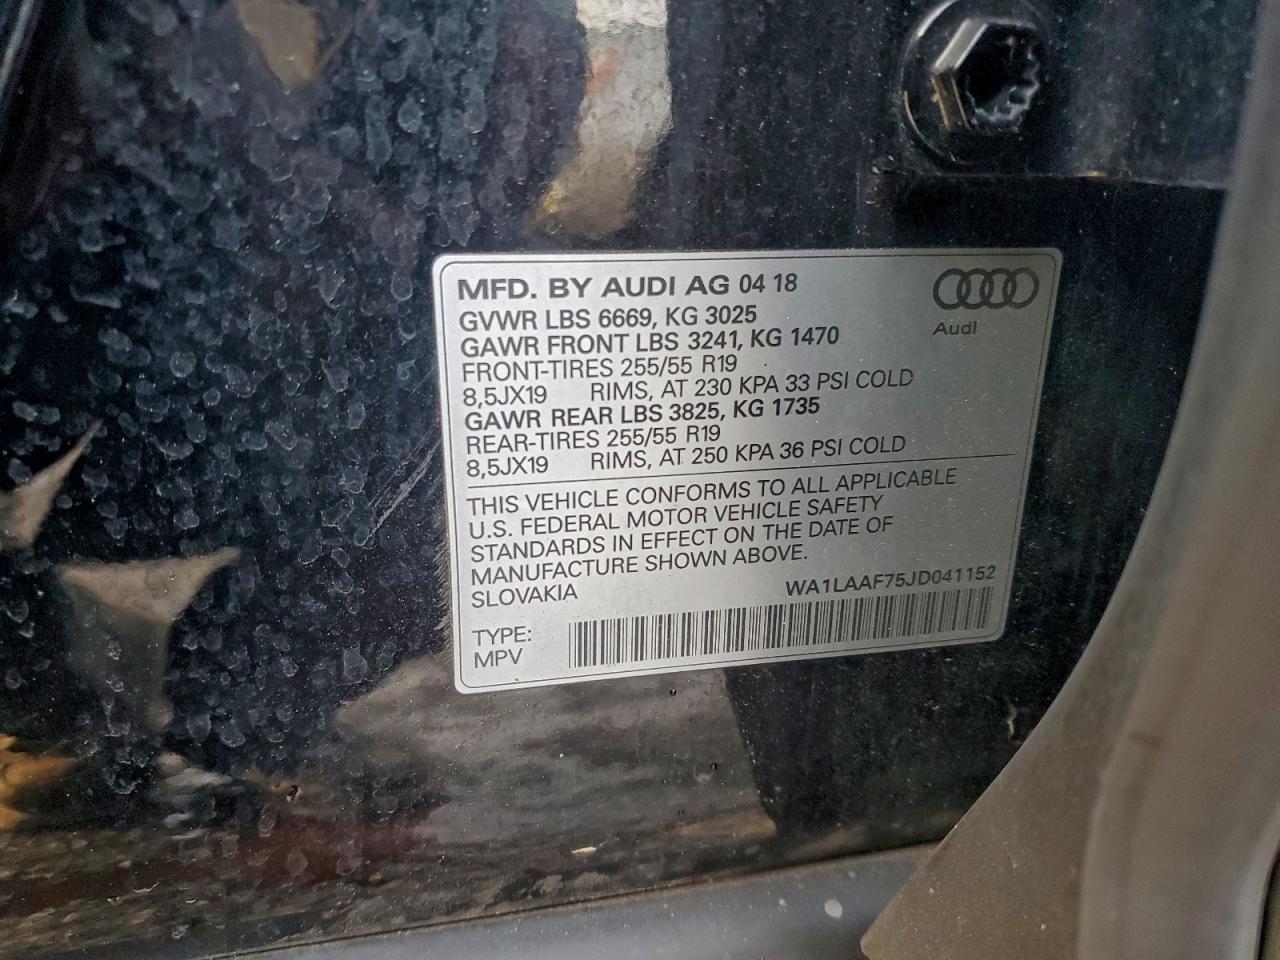 MFD. BY AUDI AG 04 18
Audi
GVWR LBS 6669, KG 3025
GAWR FRONT LBS 3241, KG 1470
FRONT-TIRES 255/55 R19
8,5JX19 RIMS, AT 230 KPA 33 PSI COLD
GAWR REAR LBS 3825, KG 1735
REAR-TIRES 255/55 R19
8,5JX19 RIMS, AT 250 KPA 36 PSI COLD
THIS VEHICLE CONFORMS TO ALL APPLICABLE
U.S. FEDERAL MOTOR VEHICLE SAFETY
STANDARDS IN EFFECT ON THE DATE OF
MANUFACTURE SHOWN ABOVE.
SLOVAKIA WA1LAAF75JD041152
TYPE:
MPV